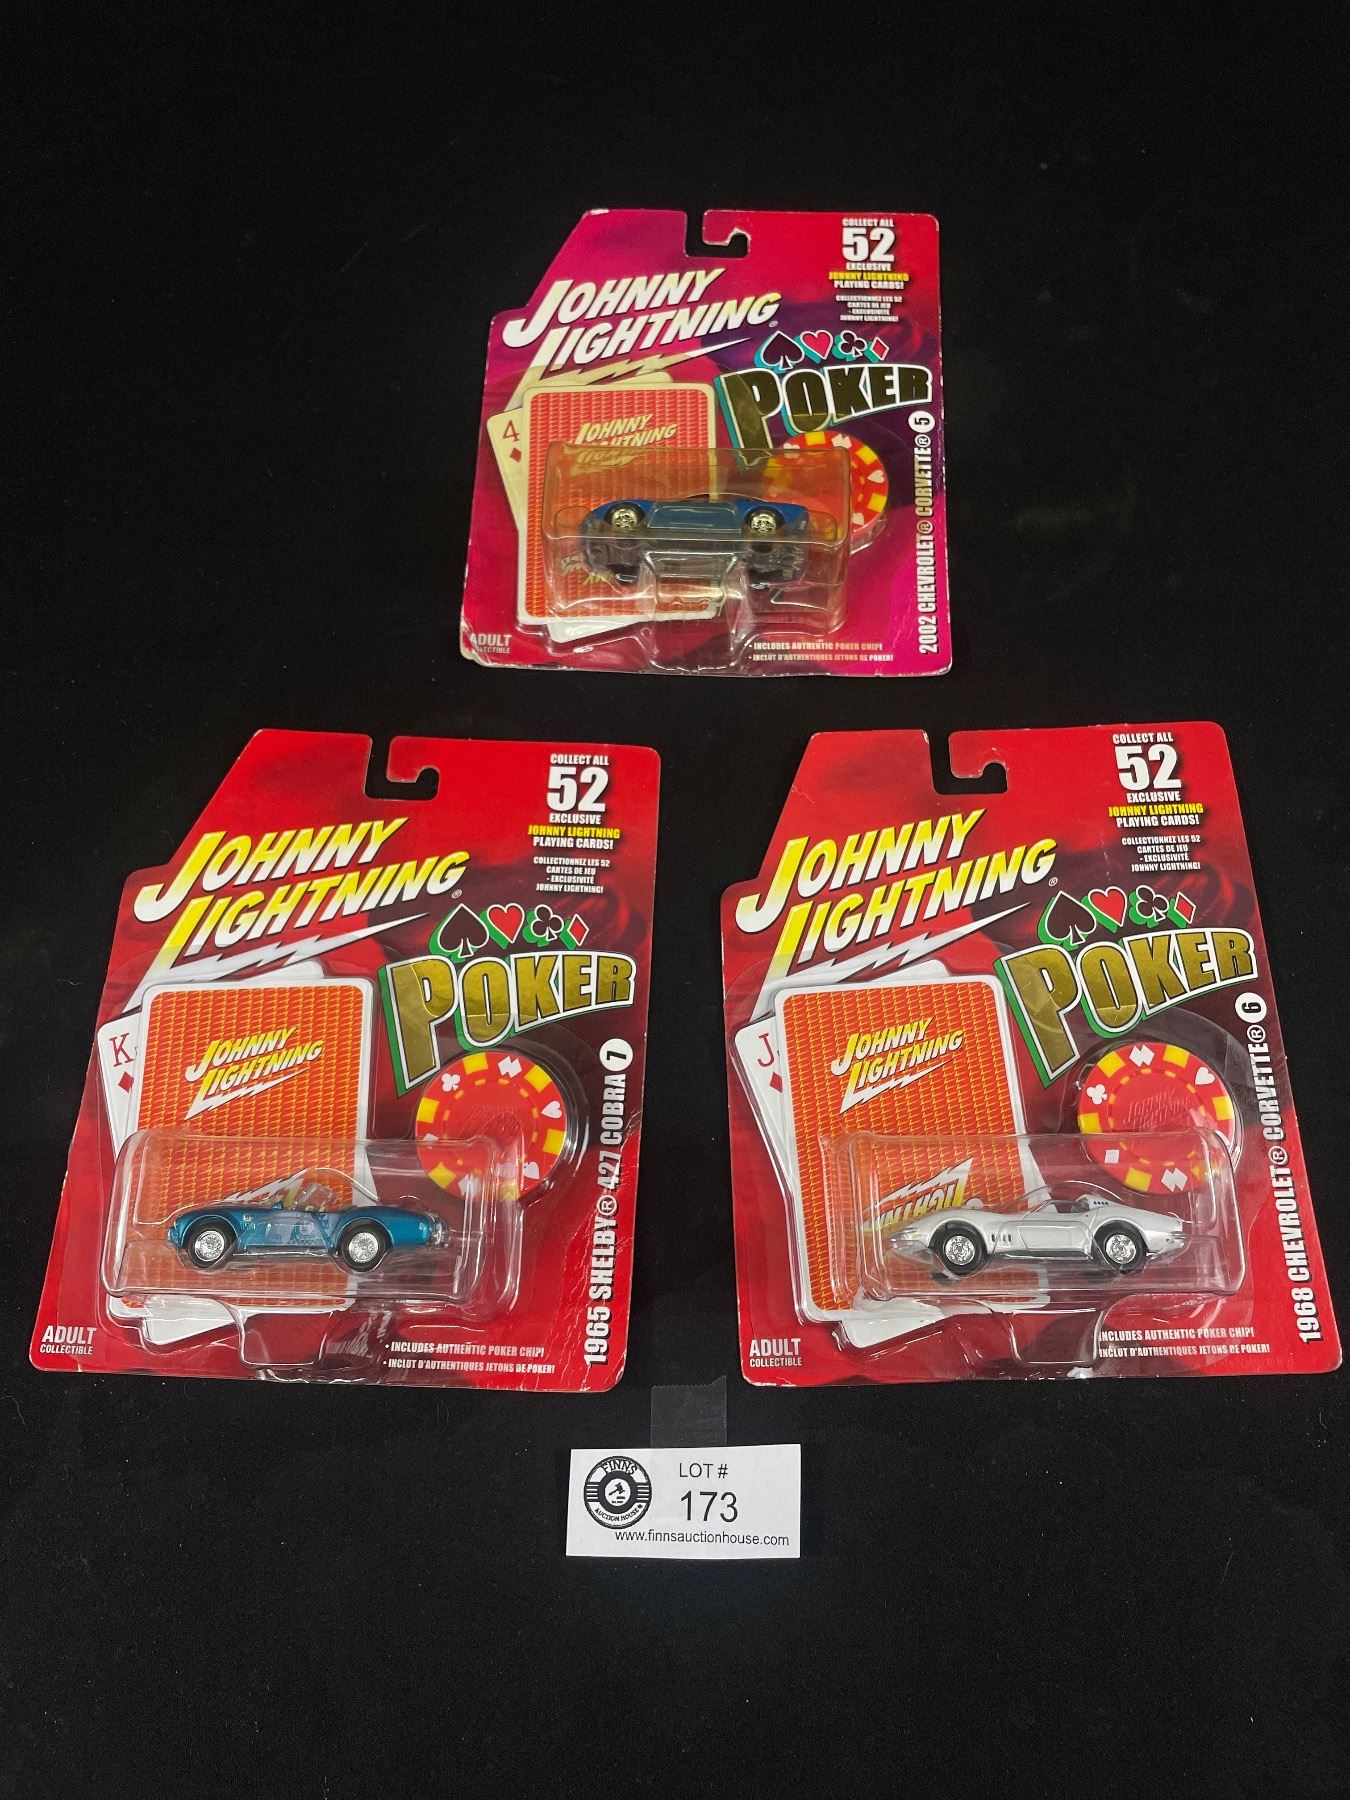 COLLECT ALL
52
EXCLUSIVE
JOHNNY LIGHTNING
PLAYING CARDS!
COLLECTIONNEZ LES 52
CARTES DE JEU
- EXCLUSIVITÉ
JOHNNY LIGHTNING!
JOHNNY
LIGHTNING®
POKER
4
JOHNNY
LIGHTNING
2002 CHEVROLET® CORVETTE® 5
ADULT
COLLECTIBLE
• INCLUDES AUTHENTIC POKER CHIP!
• INCLUT D'AUTHENTIQUES JETONS DE POKER!
COLLECT ALL
52
EXCLUSIVE
JOHNNY LIGHTNING
PLAYING CARDS!
COLLECTIONNEZ LES 52
CARTES DE JEU
- EXCLUSIVITÉ
JOHNNY LIGHTNING!
JOHNNY
LIGHTNING®
POKER
K
JOHNNY
LIGHTNING
1965 SHELBY® 427 COBRA 7
ADULT
COLLECTIBLE
• INCLUDES AUTHENTIC POKER CHIP!
• INCLUT D'AUTHENTIQUES JETONS DE POKER!
COLLECT ALL
52
EXCLUSIVE
JOHNNY LIGHTNING
PLAYING CARDS!
COLLECTIONNEZ LES 52
CARTES DE JEU
- EXCLUSIVITÉ
JOHNNY LIGHTNING!
JOHNNY
LIGHTNING®
POKER
J
JOHNNY
LIGHTNING
JOHNNY
LIGHTNING
1968 CHEVROLET® CORVETTE® 6
ADULT
COLLECTIBLE
INCLUDES AUTHENTIC POKER CHIP!
INCLUT D'AUTHENTIQUES JETONS DE POKER!
FINNS
AUCTION HOUSE
LOT #
173
www.finnsauctionhouse.com